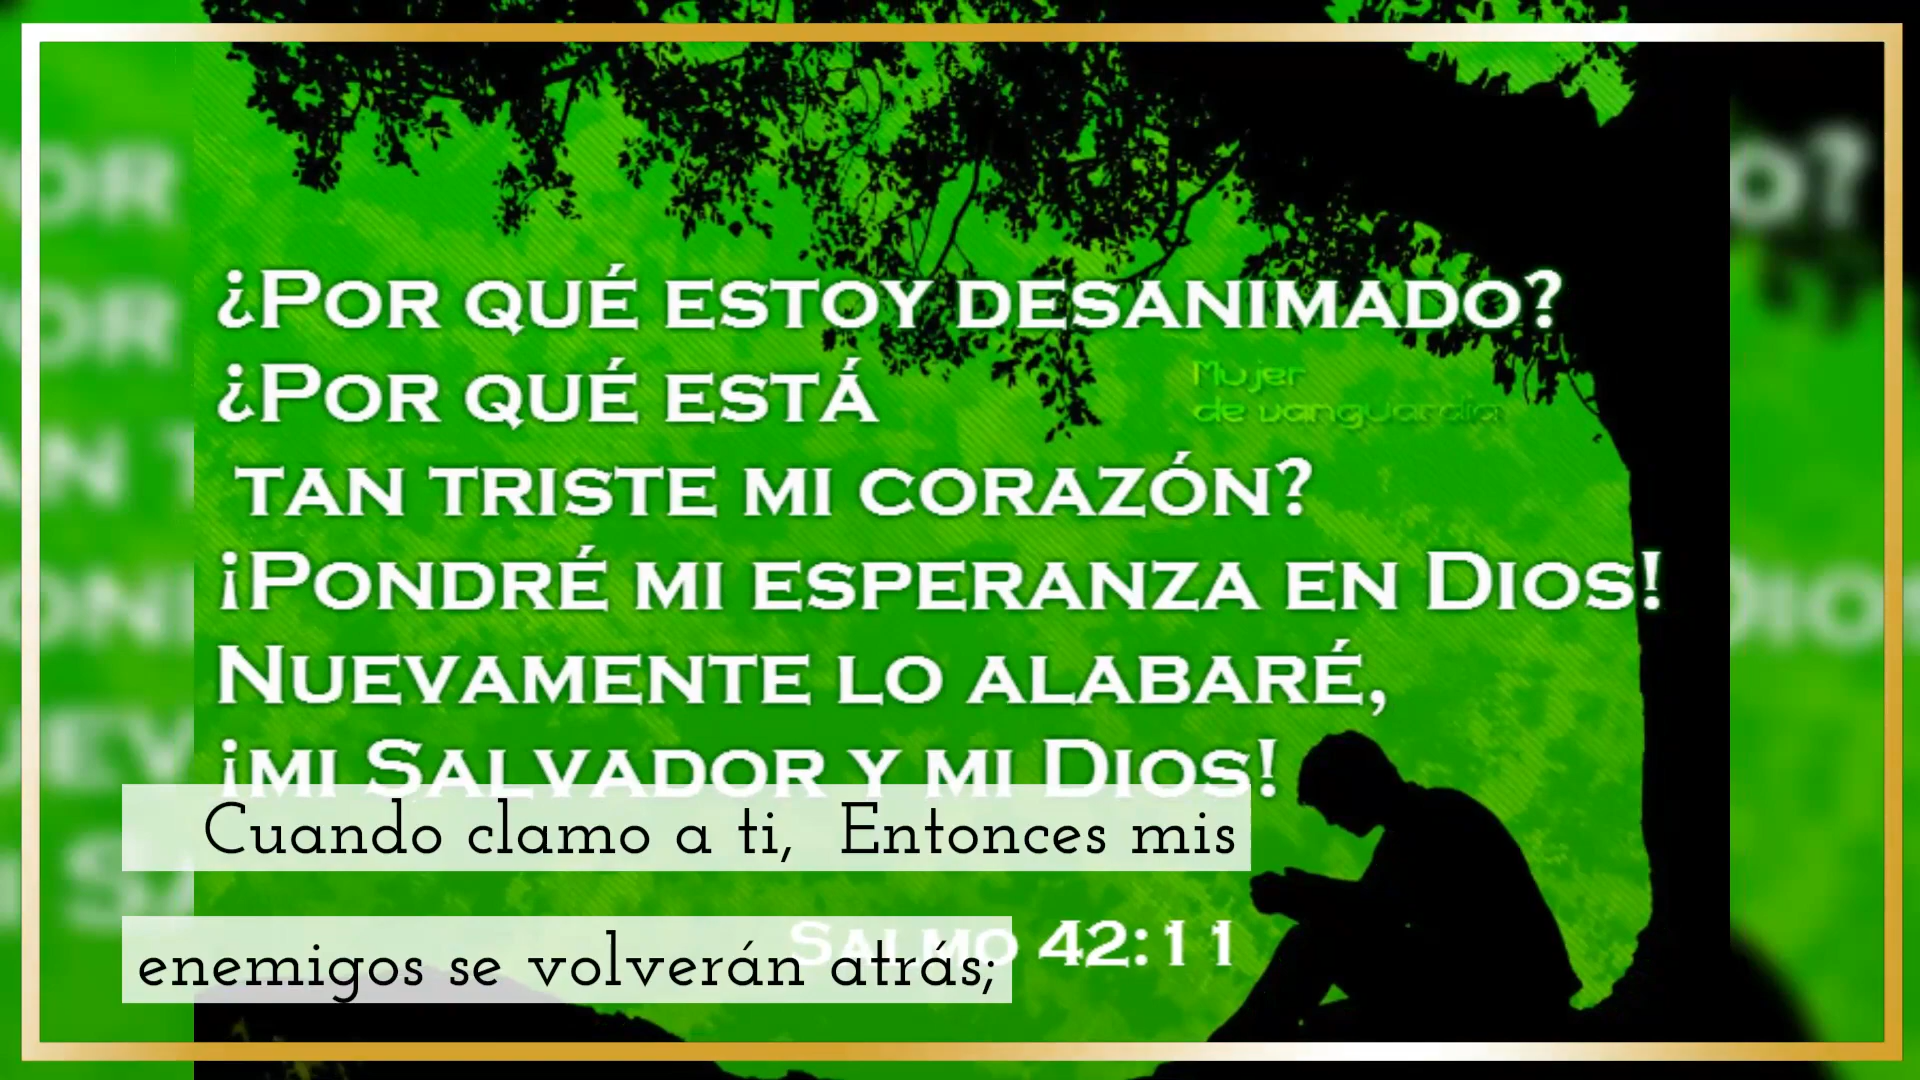 ¿Por qué estoy desanimado?
Mujer
de vanguardia
¿Por qué está
tan triste mi corazón?
¡Pondré mi esperanza en Dios!
Nuevamente lo alabaré,
¡mi Salvador y mi Dios!
Cuando clamo a ti, Entonces mis
Salmo 42:11
enemigos se volverán atrás;